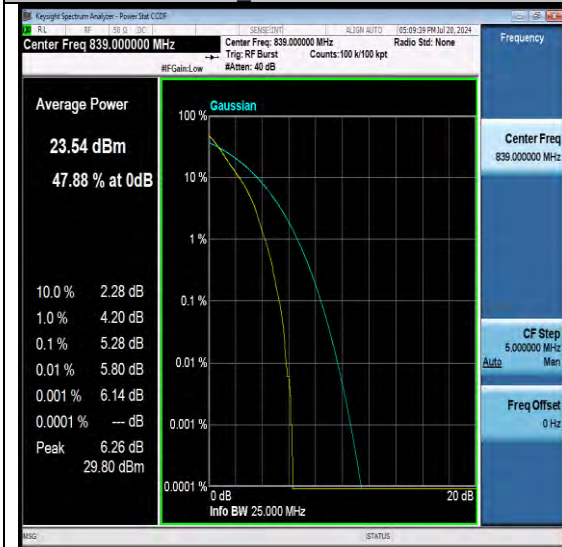 Keysight Spectrum Analyzer - Power Stat CCDF
RL RF 50 Ω DC SENSE:INT ALIGN AUTO 05:09:39 PM Jul 20, 2024
Center Freq 839.000000 MHz
Center Freq: 839.000000 MHz Radio Std: None
Trig: RF Burst Counts:100 k/100 kpt
#IFGain:Low #Atten: 40 dB
Frequency
Average Power
23.54 dBm
47.88 % at 0dB
10.0 % 2.28 dB
1.0 % 4.20 dB
0.1 % 5.28 dB
0.01 % 5.80 dB
0.001 % 6.14 dB
0.0001 % --- dB
Peak 6.26 dB
29.80 dBm
Gaussian
100 %
10 %
1 %
0.1 %
0.01 %
0.001 %
0.0001 %
0 dB 20 dB
Info BW 25.000 MHz
Center Freq
839.000000 MHz
CF Step
5.000000 MHz
Auto Man
Freq Offset
0 Hz
MSG STATUS